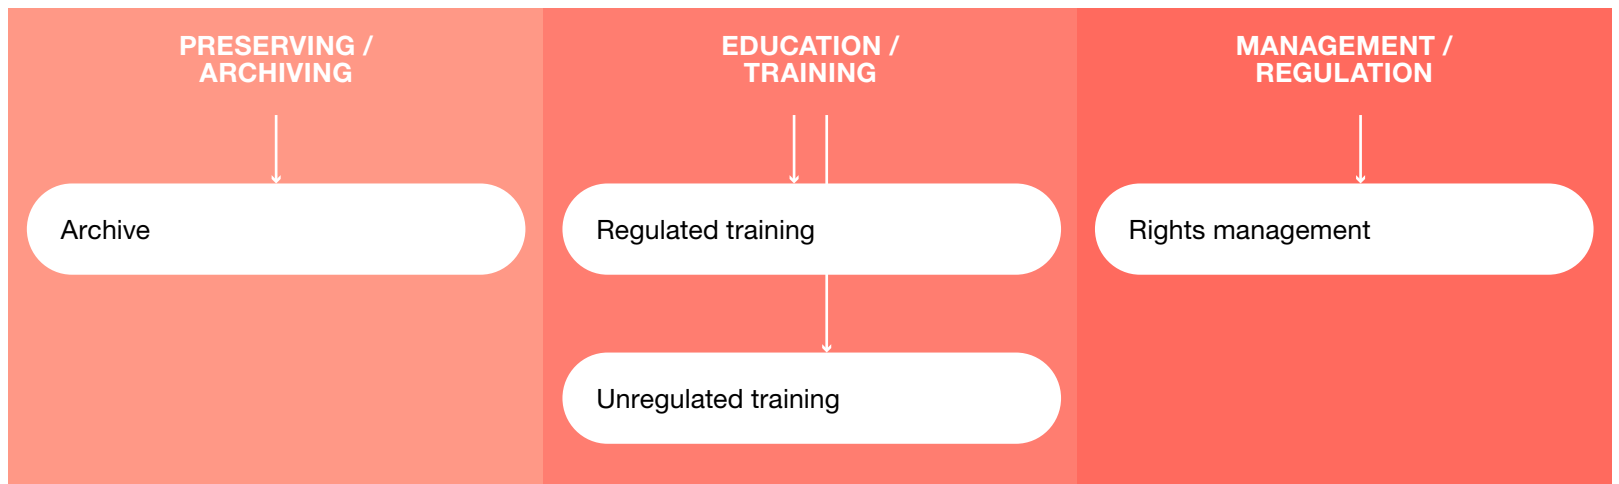 PRESERVING /
ARCHIVING
EDUCATION /
TRAINING
MANAGEMENT /
REGULATION
Archive
Regulated training
Rights management
Unregulated training